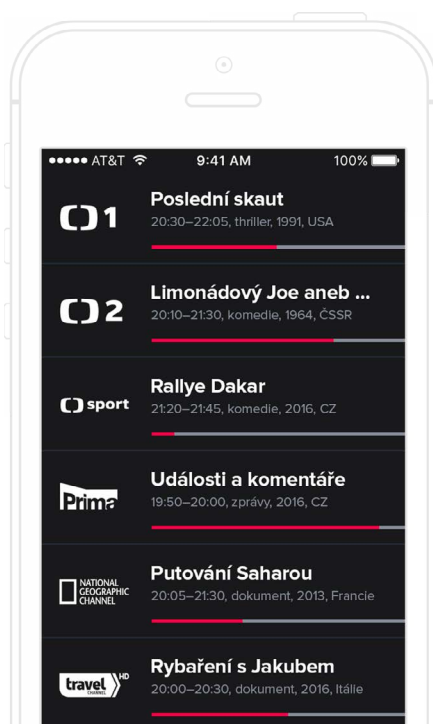 AT&T 9:41 AM 100%
1
Poslední skaut
20:30–22:05, thriller, 1991, USA
2
Limonádový Joe aneb ...
20:10–21:30, komedie, 1964, ČSSR
sport
Rallye Dakar
21:20–21:45, komedie, 2016, CZ
Prima
Události a komentáře
19:50–20:00, zprávy, 2016, CZ
NATIONAL
GEOGRAPHIC
CHANNEL
Putování Saharou
20:05–21:30, dokument, 2013, Francie
travel HD
CHANNEL
Rybaření s Jakubem
20:00–20:30, dokument, 2016, Itálie